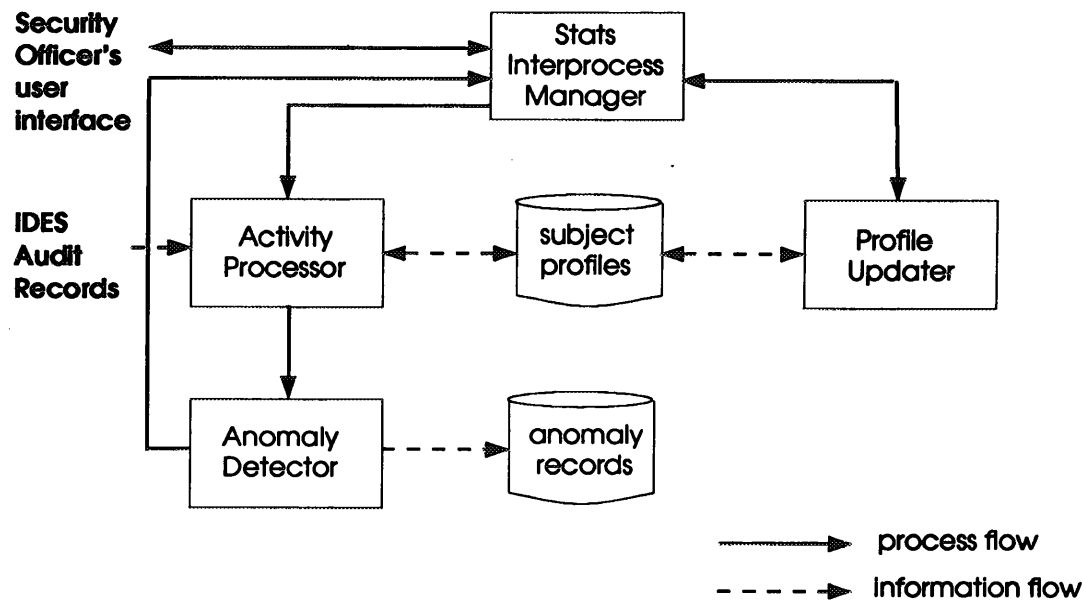 Security
Officer's
user
interface
Stats
Interprocess
Manager
IDES
Audit
Records
Activity
Processor
subject
profiles
Profile
Updater
Anomaly
Detector
anomaly
records
process flow
information flow